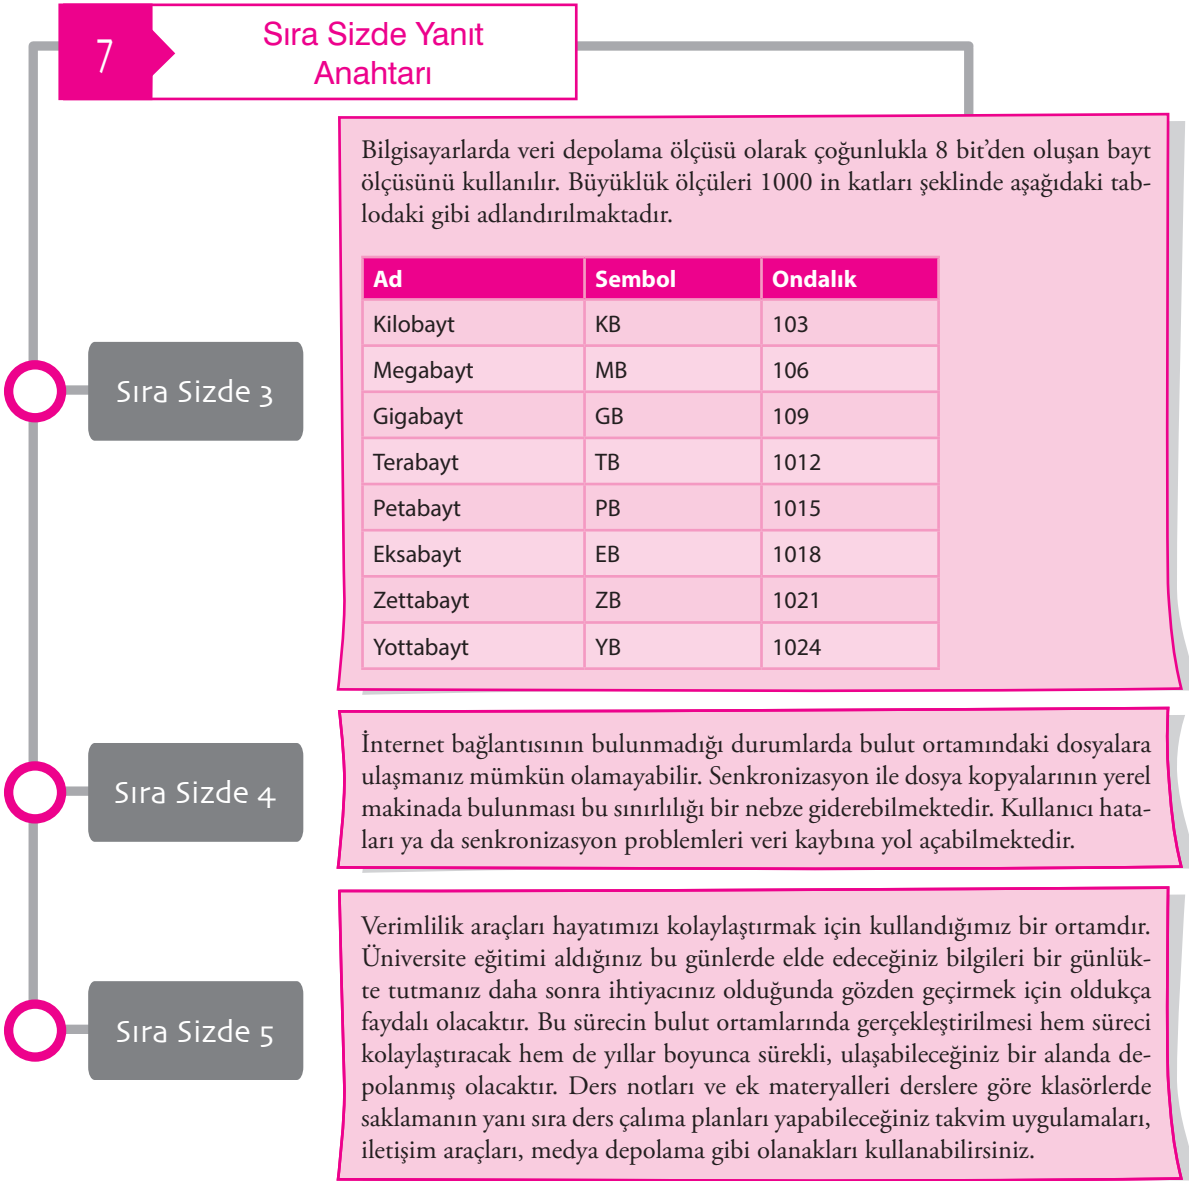 7
Sıra Sizde Yanıt
Anahtarı
Sıra Sizde 3
Bilgisayarlarda veri depolama ölçüsü olarak çoğunlukla 8 bit'den oluşan bayt
ölçüsünü kullanılır. Büyüklük ölçüleri 1000 in katları şeklinde aşağıdaki tab-
lodaki gibi adlandırılmaktadır.
Ad Sembol Ondalık
Kilobayt KB 103
Megabayt MB 106
Gigabayt GB 109
Terabayt TB 1012
Petabayt PB 1015
Eksabayt EB 1018
Zettabayt ZB 1021
Yottabayt YB 1024
Sıra Sizde 4
İnternet bağlantısının bulunmadığı durumlarda bulut ortamındaki dosyalara
ulaşmanız mümkün olamayabilir. Senkronizasyon ile dosya kopyalarının yerel
makinada bulunması bu sınırlılığı bir nebze giderebilmektedir. Kullanıcı hata-
ları ya da senkronizasyon problemleri veri kaybına yol açabilmektedir.
Sıra Sizde 5
Verimlilik araçları hayatımızı kolaylaştırmak için kullandığımız bir ortamdır.
Üniversite eğitimi aldığınız bu günlerde elde edeceğiniz bilgileri bir günlük-
te tutmanız daha sonra ihtiyacınız olduğunda gözden geçirmek için oldukça
faydalı olacaktır. Bu sürecin bulut ortamlarında gerçekleştirilmesi hem süreci
kolaylaştıracak hem de yıllar boyunca sürekli, ulaşabileceğiniz bir alanda de-
polanmış olacaktır. Ders notları ve ek materyalleri derslere göre klasörlerde
saklamanın yanı sıra ders çalıma planları yapabileceğiniz takvim uygulamaları,
iletişim araçları, medya depolama gibi olanakları kullanabilirsiniz.